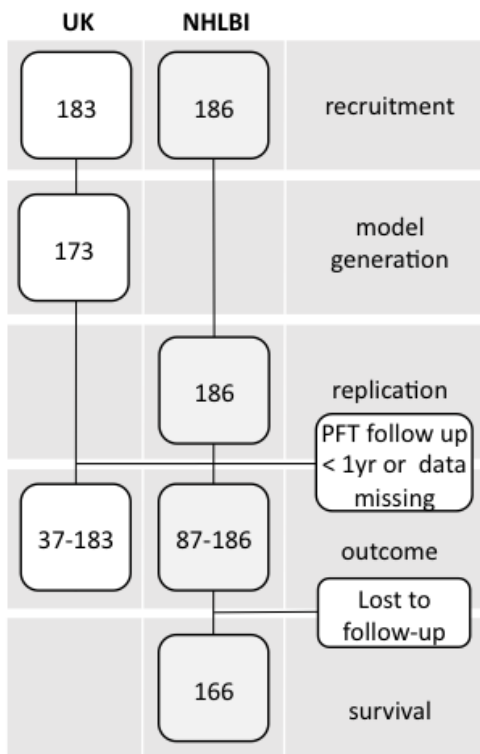 UK NHLBI
183 186 recruitment
173 model
generation
186 replication
PFT follow up
< 1yr or data
missing
37-183 87-186 outcome
Lost to
follow-up
166 survival